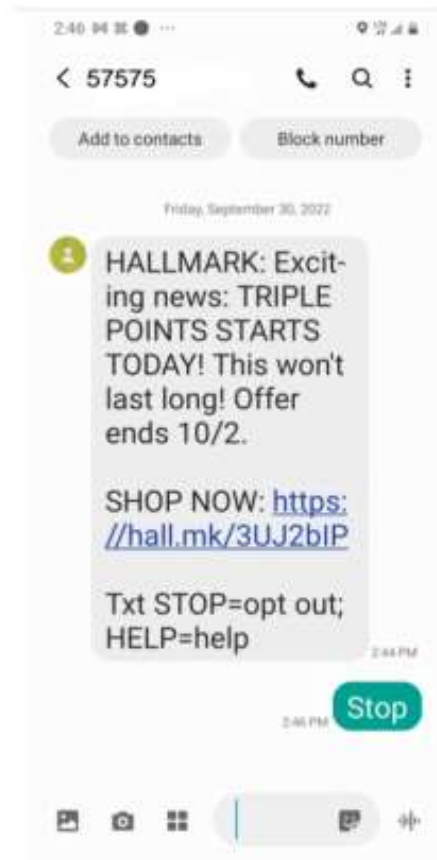 2:46
57575
Add to contacts
Block number
Friday, September 30, 2022
HALLMARK: Excit-
ing news: TRIPLE
POINTS STARTS
TODAY! This won't
last long! Offer
ends 10/2.
SHOP NOW: https:
//hall.mk/3UJ2bIP
Txt STOP=opt out;
HELP=help
2:44 PM
2:46 PM
Stop